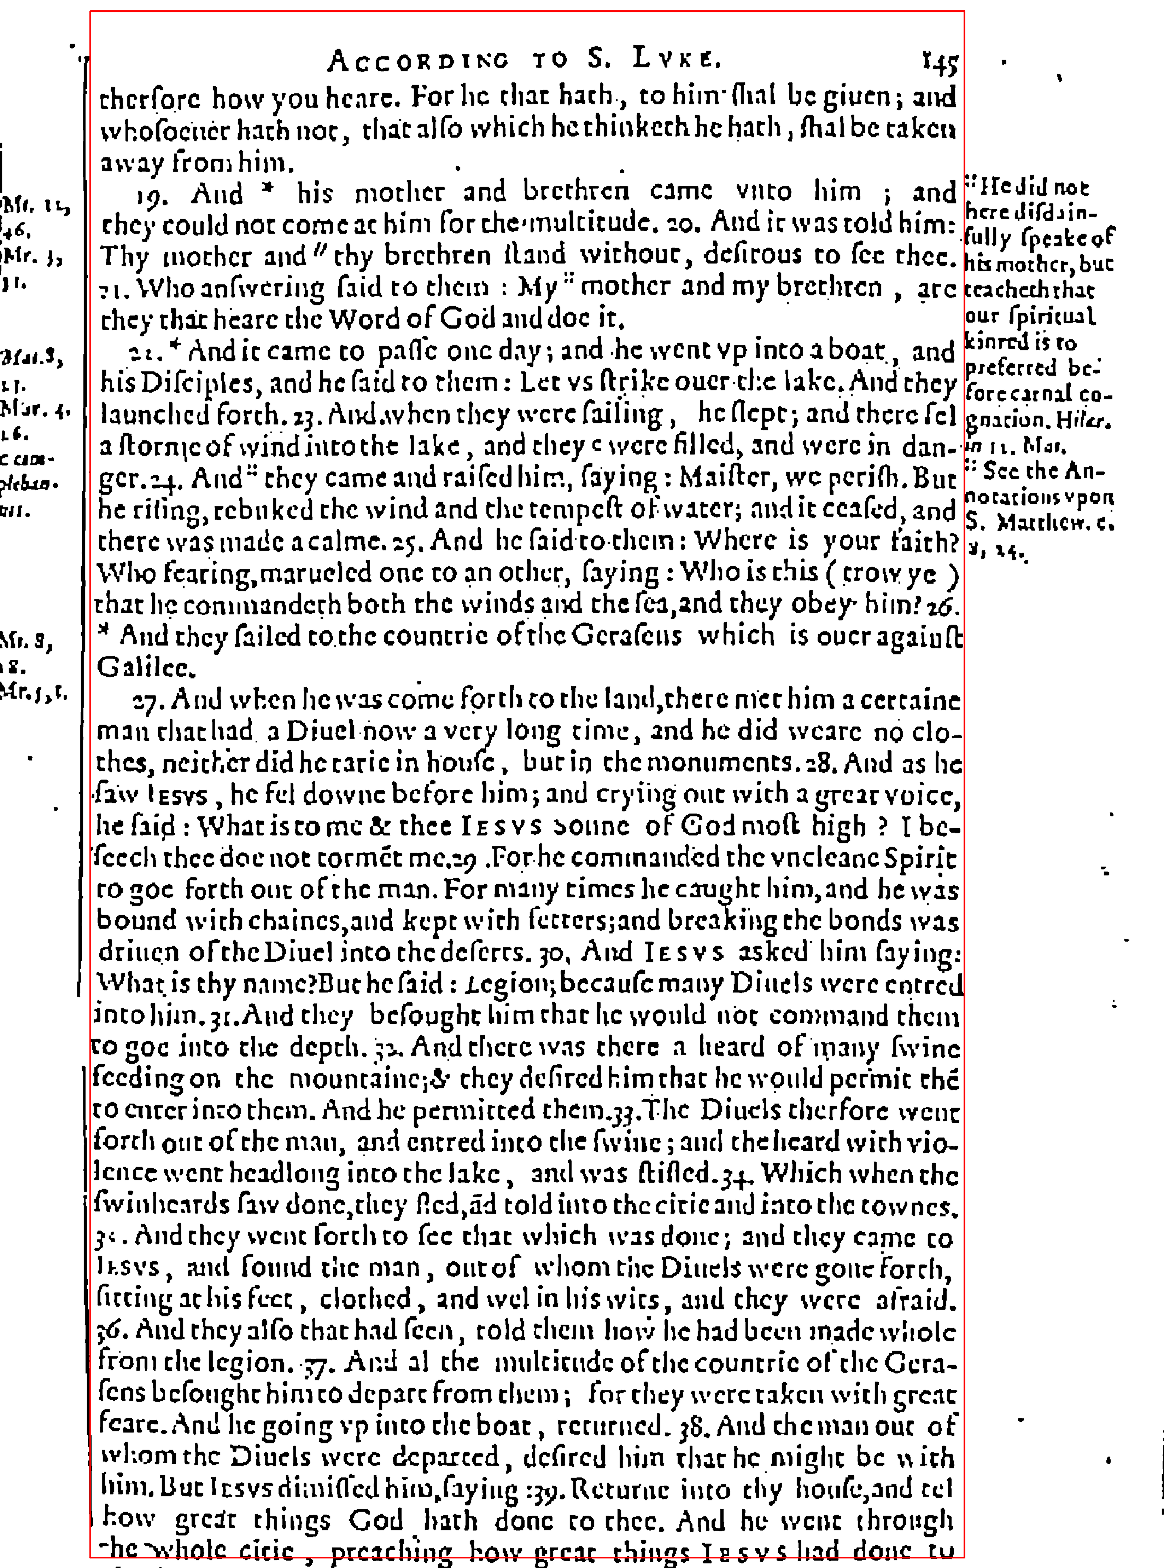 ACCORDING TO S. LVKE. 145
therfore how you heare. For he that hath, to him ſhal be giuen; and
whoſoeuer hath not, that alſo which he thinketh he hath, ſhal be taken
away from him.
19. And * his mother and brethren came vnto him ; and
they could not come at him for the multitude. 20. And it was told him:
Thy mother and " thy brethren ſtand without, deſirous to ſee thee.
21. Who anſwering ſaid to them : My :: mother and my brethren , are
they that heare the Word of God and doe it.
22. * And it came to paſſe one day; and he went vp into a boat , and
his Diſciples, and he ſaid to them: Let vs ſtrike ouer the lake. And they
launched forth. 23. And when they were ſailing , he ſlept; and there fel
a ſtorme of wind into the lake , and they c were filled, and were in dan-
ger. 24. And :: they came and raiſed him, ſaying : Maiſter, we periſh. But
he riſing, rebuked the wind and the tempeſt of water; and it ceaſed, and
there was made a calme. 25. And he ſaid to them: Where is your faith?
Who fearing, marueled one to an other, ſaying : Who is this ( trow ye )
that he commandeth both the winds and the ſea, and they obey him? 26.
* And they ſailed to the countrie of the Geraſens which is ouer againſt
Galilee.
27. And when he was come forth to the land, there met him a certaine
man that had a Diuel now a very long time, and he did weare no clo-
thes, neither did he tarie in houſe , but in the monuments. 28. And as he
ſaw IESVS , he fel downe before him; and crying out with a great voice,
he ſaid : What is to me & thee IESVS Sonne of God moſt high ? I be-
ſeech thee doe not tormēt me. 29 . For he commanded the vncleane Spirit
to goe forth out of the man. For many times he caught him, and he was
bound with chaines, and kept with fetters; and breaking the bonds was
driuen of the Diuel into the deſerts. 30. And IESVS asked him ſaying:
What is thy name? But he ſaid : Legion; becauſe many Diuels were entred
into him. 31. And they beſought him that he would not command them
to goe into the depth. 32. And there was there a heard of many ſwine
feeding on the mountaine; & they deſired him that he would permit thē
to enter into them. And he permitted them. 33. The Diuels therfore went
forth out of the man, and entred into the ſwine; and the heard with vio-
lence went headlong into the lake , and was ſtifled. 34. Which when the
ſwinheards ſaw done, they fled, ād told into the citie and into the townes.
35. And they went forth to ſee that which was done; and they came to
IESVS , and found the man , out of whom the Diuels were gone forth,
ſitting at his feet , clothed , and wel in his wits, and they were afraid.
36. And they alſo that had ſeen , told them how he had been made whole
from the legion. 37. And al the multitude of the countrie of the Gera-
ſens beſought him to depart from them; for they were taken with great
feare. And he going vp into the boat , returned. 38. And the man out of
whom the Diuels were departed, deſired him that he might be with
him. But IESVS dimiſſed him, ſaying : 39. Returne into thy houſe, and tel
how great things God hath done to thee. And he went through
the whole citie , preaching how great things IESVS had done to
:: He did not
here diſdain-
fully ſpeake of
his mother, but
teacheth that
our ſpiritual
kinred is to
preferred be-
fore carnal co-
gnation. Hilar.
in 12. Mat.
:: See the An-
notations vpon
S. Matthew. c.
8, 24.
Mt. 12,
46.
Mr. 3,
31.
Mat. 8,
Mar. 4,
Mt. 8,
28.
Mr. 5, 1.